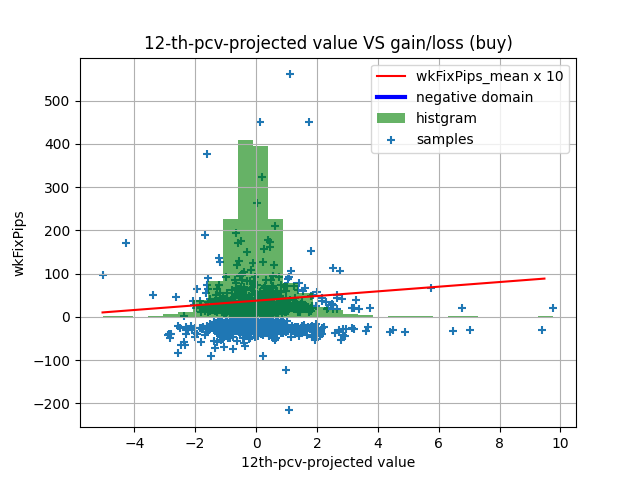 12-th-pcv-projected value VS gain/loss (buy)
wkFixPips_mean x 10
negative domain
histgram
samples
wkFixPips
500
400
300
200
100
0
−100
−200
−4 −2 0 2 4 6 8 10
12th-pcv-projected value